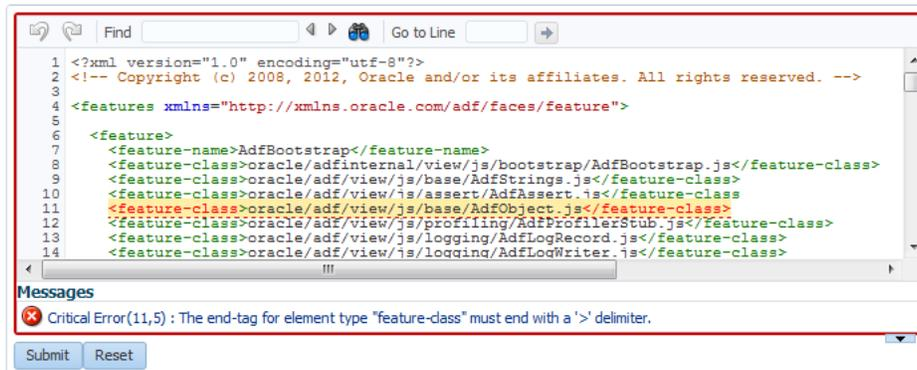 Find Go to Line
1 <?xml version="1.0" encoding="utf-8"?>
2 <!-- Copyright (c) 2008, 2012, Oracle and/or its affiliates. All rights reserved. -->
3
4 <features xmlns="http://xmlns.oracle.com/adf/faces/feature">
5
6 <feature>
7 <feature-name>AdfBootstrap</feature-name>
8 <feature-class>oracle/adfinternal/view/js/bootstrap/AdfBootstrap.js</feature-class>
9 <feature-class>oracle/adf/view/js/base/AdfStrings.js</feature-class>
10 <feature-class>oracle/adf/view/js/assert/AdfAssert.js</feature-class
11 <feature-class>oracle/adf/view/js/base/AdfObject.js</feature-class>
12 <feature-class>oracle/adf/view/js/profiling/AdfProfilerStub.js</feature-class>
13 <feature-class>oracle/adf/view/js/logging/AdfLogRecord.js</feature-class>
14 <feature-class>oracle/adf/view/js/logging/AdfLogWriter.js</feature-class>
Messages
Critical Error(11,5) : The end-tag for element type "feature-class" must end with a '>' delimiter.
Submit Reset